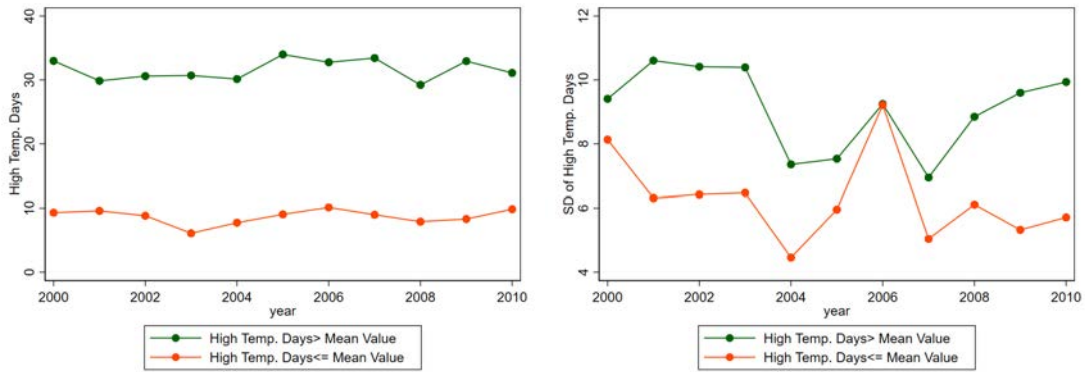 40
30
20
10
0
High Temp. Days
2000 2002 2004 2006 2008 2010
year
High Temp. Days> Mean Value
High Temp. Days<= Mean Value
12
10
8
6
4
SD of High Temp. Days
2000 2002 2004 2006 2008 2010
year
High Temp. Days> Mean Value
High Temp. Days<= Mean Value